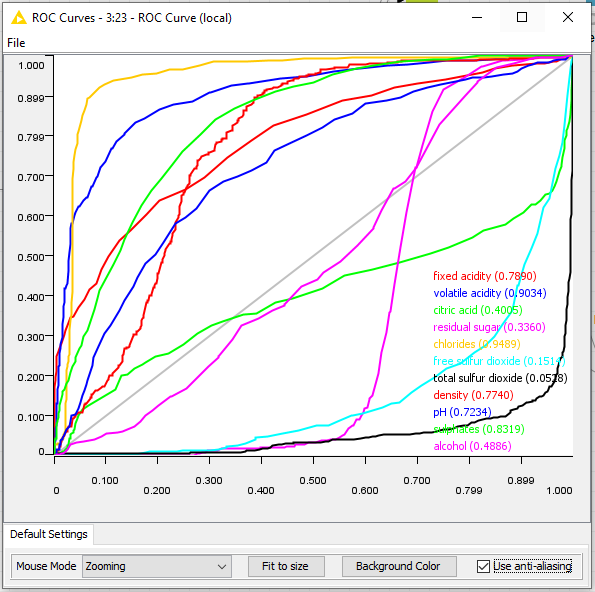 ROC Curves - 3:23 - ROC Curve (local)
File
1.000
0.899
0.799
0.700
0.600
0.500
0.400
0.300
0.200
0.100
0
fixed acidity (0.7890)
volatile acidity (0.9034)
citric acid (0.4005)
residual sugar (0.3360)
chlorides (0.9489)
free sulfur dioxide (0.1514)
total sulfur dioxide (0.0528)
density (0.7740)
pH (0.7234)
sulphates (0.8319)
alcohol (0.4886)
0.100 0.300 0.500 0.700 0.899
0 0.200 0.400 0.600 0.799 1.000
Default Settings
Mouse Mode Zooming Fit to size Background Color Use anti-aliasing